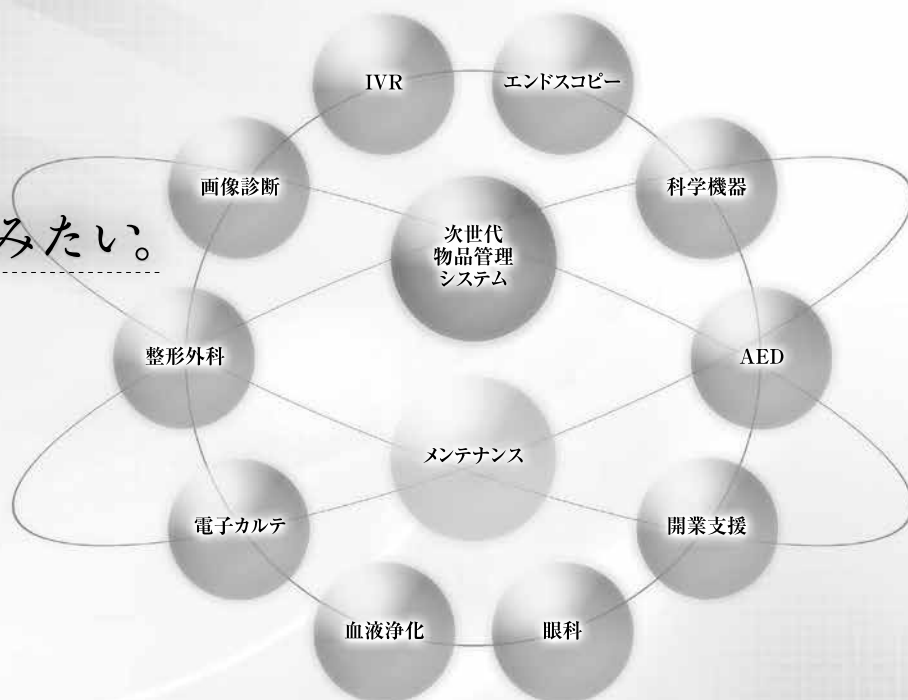 IVR
エンドスコピー
画像診断
科学機器
みたい。
次世代
物品管理
システム
整形外科
AED
メンテナンス
電子カルテ
開業支援
血液浄化
眼科